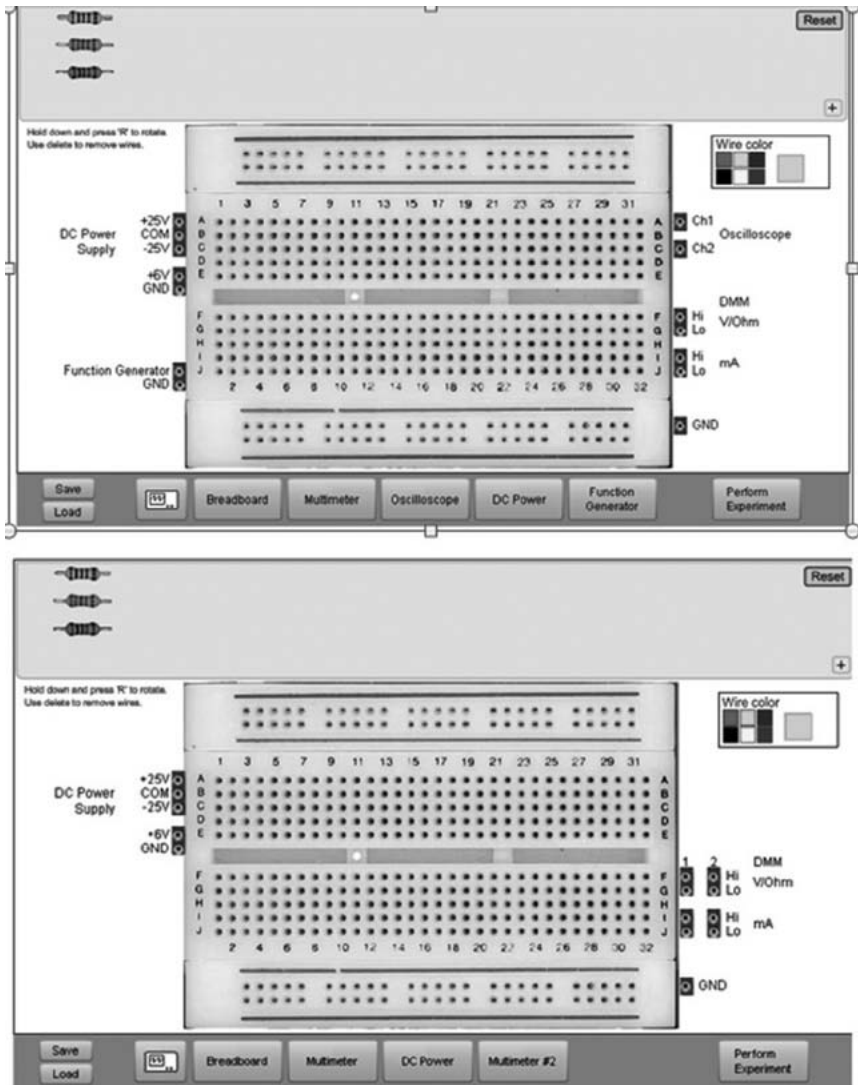 Reset
+
Hold down and press 'R' to rotate.
Use delete to remove wires.
Wire color
1 3 5 7 9 11 13 15 17 19 21 23 25 27 29 31
+25V A A Ch1
DC Power COM B B Oscilloscope
Supply -25V C C Ch2
D D
+6V E E
GND
DMM
F F Hi V/Ohm
G G Lo
H H
I I Hi mA
Function Generator J J Lo
GND 2 4 6 8 10 12 14 16 18 20 22 24 26 28 30 32
GND
Save Breadboard Multimeter Oscilloscope DC Power Function Generator Perform Experiment
Load
Reset
+
Hold down and press 'R' to rotate.
Use delete to remove wires.
Wire color
1 3 5 7 9 11 13 15 17 19 21 23 25 27 29 31
+25V A A
DC Power COM B B
Supply -25V C C
D D
+6V E E
GND
1 2 DMM
F F Hi V/Ohm
G G Lo
H H
I I Hi mA
J J Lo
2 4 6 8 10 12 14 16 18 20 22 24 26 28 30 32
GND
Save Breadboard Multimeter DC Power Multimeter #2 Perform Experiment
Load